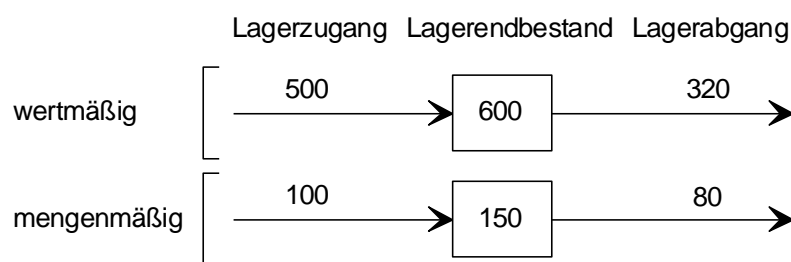 Lagerzugang Lagerendbestand Lagerabgang
500 320
wertmäßig 600
100 80
mengenmäßig 150